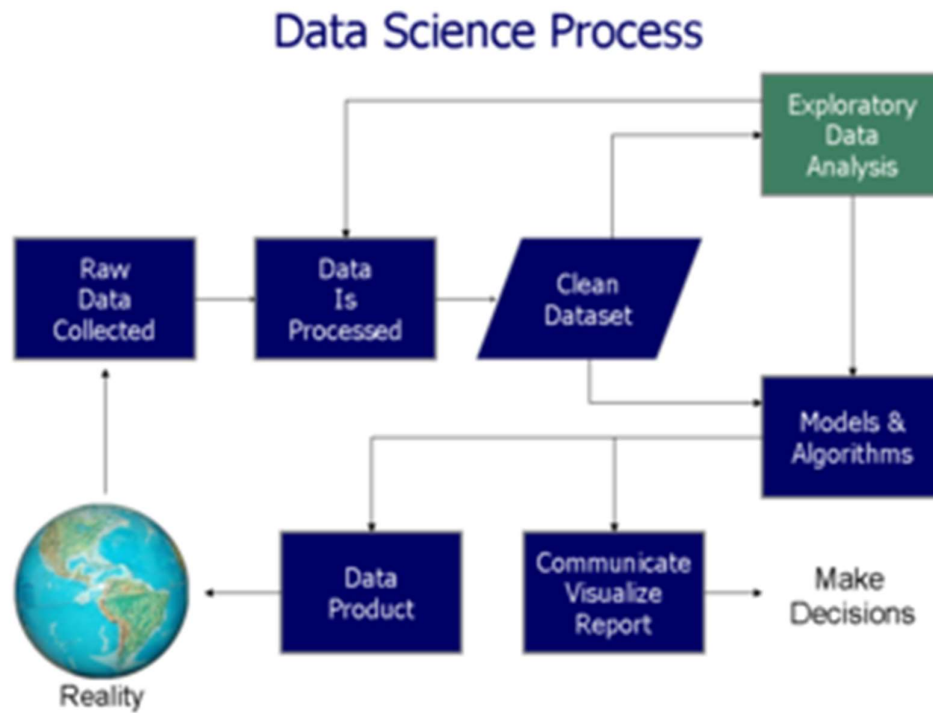 Data Science Process
Exploratory
Data
Analysis
Raw
Data
Collected
Data
Is
Processed
Clean
Dataset
Models &
Algorithms
Data
Product
Communicate
Visualize
Report
Make
Decisions
Reality